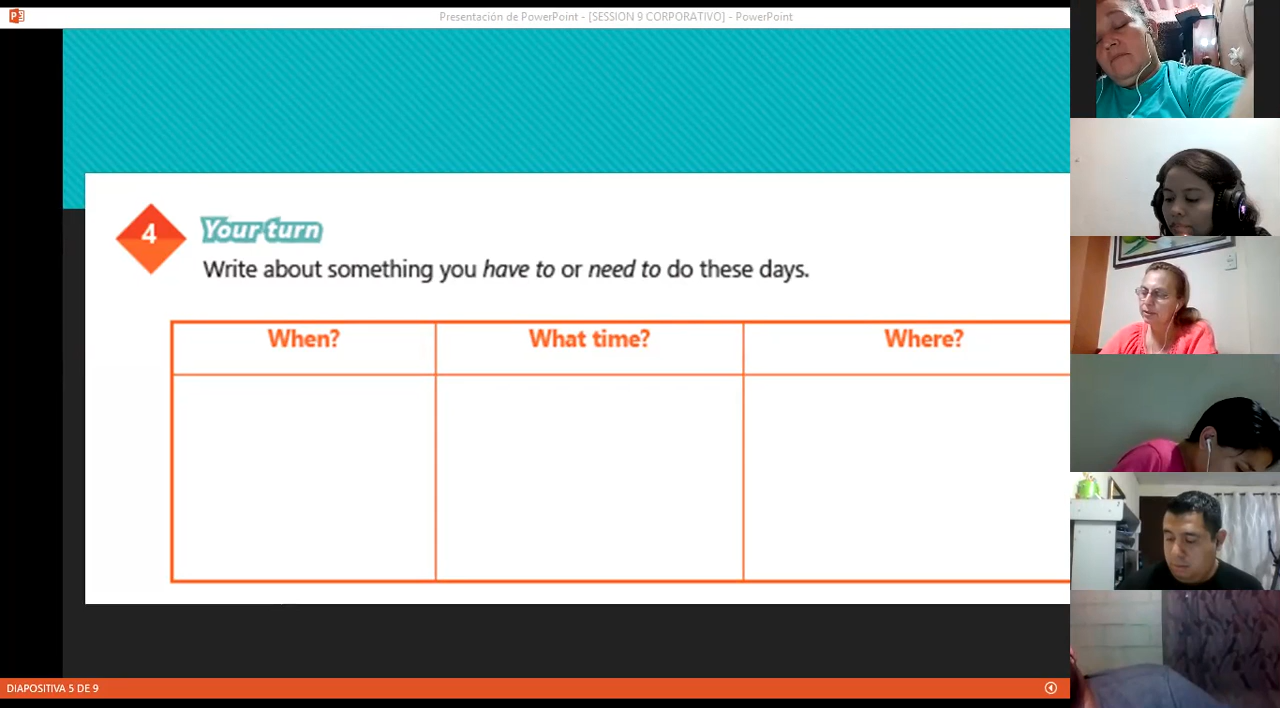 Presentación de PowerPoint - [SESSION 9 CORPORATIVO] - PowerPoint
4
Your turn
Write about something you have to or need to do these days.
When? What time? Where?
DIAPOSITIVA 5 DE 9